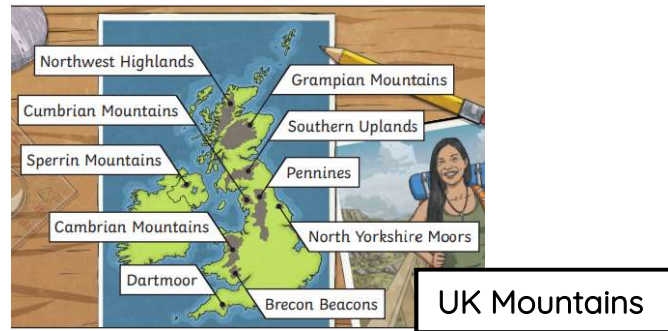 Northwest Highlands
Grampian Mountains
Cumbrian Mountains
Southern Uplands
Sperrin Mountains
Pennines
Cambrian Mountains
North Yorkshire Moors
Dartmoor
Brecon Beacons
UK Mountains